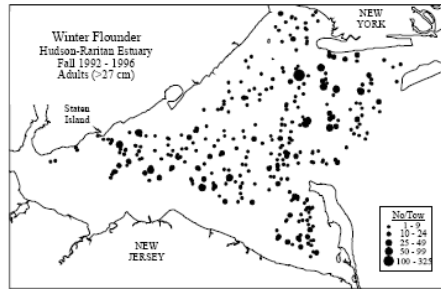 Winter Flounder
Hudson-Raritan Estuary
Fall 1992 - 1996
Adults (>27 cm)
NEW
YORK
Staten
Island
NEW
JERSEY
No/Tow
1 - 9
10 - 24
25 - 49
50 - 99
100 - 325